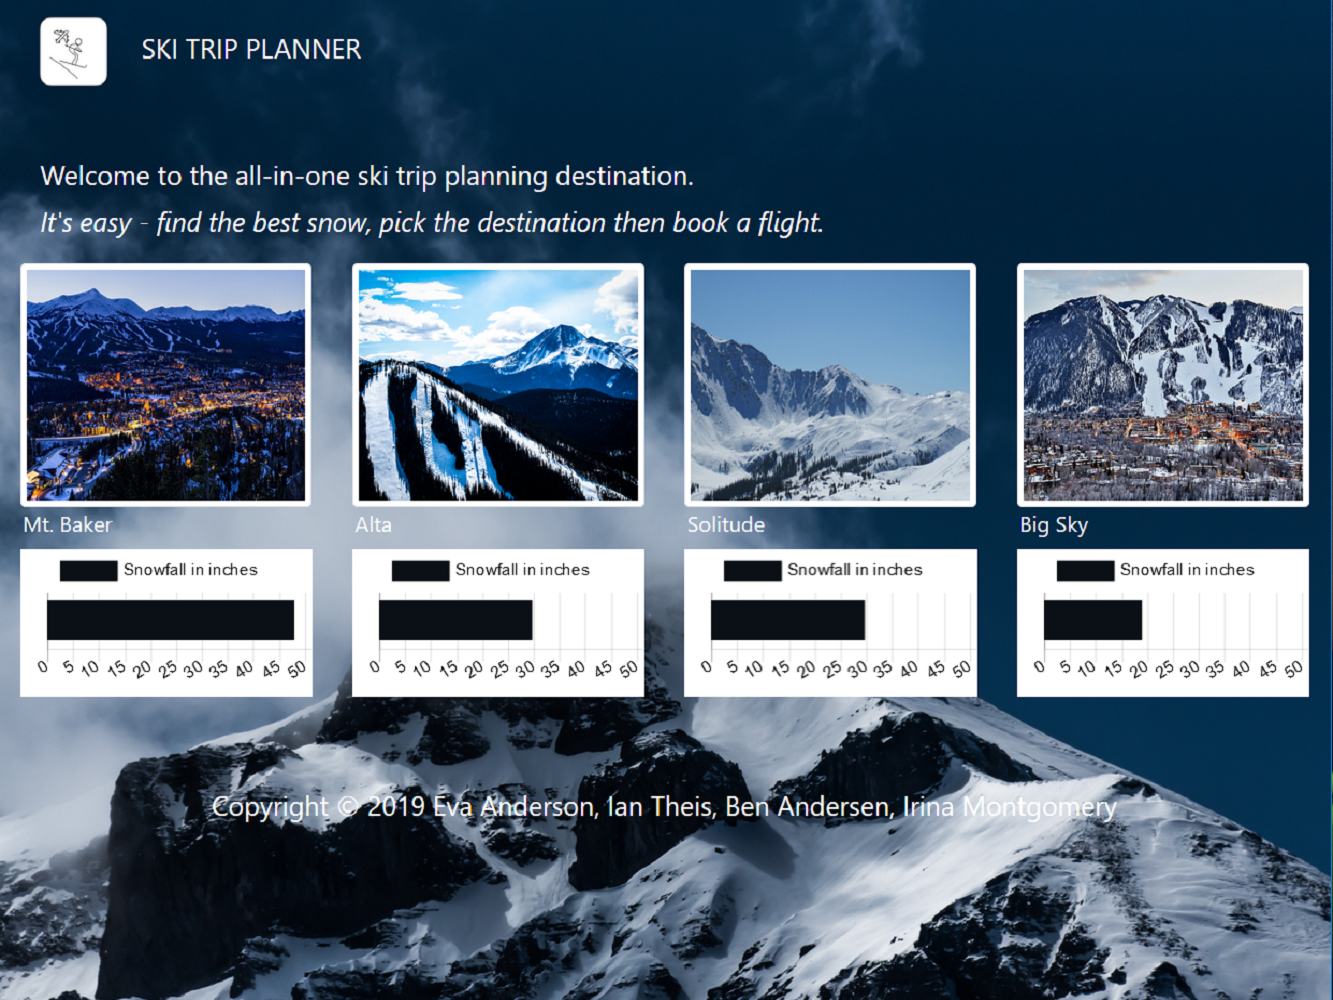 SKI TRIP PLANNER
Welcome to the all-in-one ski trip planning destination.
It's easy - find the best snow, pick the destination then book a flight.
Mt. Baker
Alta
Solitude
Big Sky
Snowfall in inches
0 5 10 15 20 25 30 35 40 45 50
Snowfall in inches
0 5 10 15 20 25 30 35 40 45 50
Snowfall in inches
0 5 10 15 20 25 30 35 40 45 50
Snowfall in inches
0 5 10 15 20 25 30 35 40 45 50
Copyright © 2019 Eva Anderson, Ian Theis, Ben Andersen, Irina Montgomery